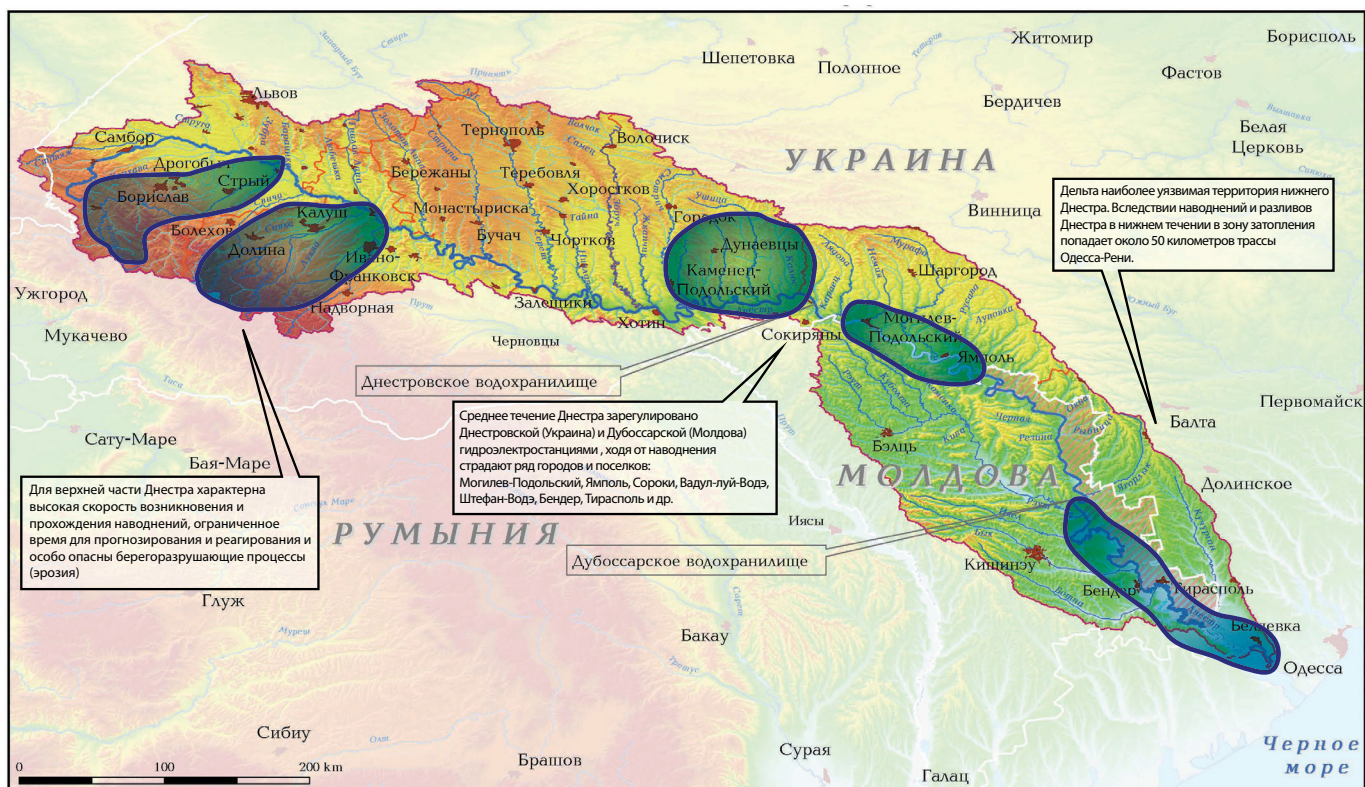 Житомир
Борисполь
Шепетовка
Полонное
Фастов
Бердичев
Львов
Белая
Церковь
Самбор
Тернополь
Волочиск
УКРАИНА
Дрогобыч
Стрый
Бережаны
Теребовля
Хоростков
Борислав
Винница
Дельта наиболее уязвимая территория нижнего
Днестра. Вследствии наводнений и разливов
Днестра в нижнем течении в зону затопления
попадает около 50 километров трассы
Одесса-Рени.
Калуш
Монастыриска
Городок
Болехов
Долина
Бучач
Чортков
Дунаевцы
Шаргород
Ивано-
Франковск
Каменец-
Подольский
Ужгород
Надворная
Залещики
Хотин
Могилев-
Подольский
Мукачево
Прут
Черновцы
Сокиряны
Ямполь
Днестровское водохранилище
Первомайск
Среднее течение Днестра зарегулировано
Днестровской (Украина) и Дубоссарской (Молдова)
гидроэлектростанциями , ходя от наводнения
страдают ряд городов и поселков:
Могилев-Подольский, Ямполь, Сороки, Вадул-луй-Водэ,
Штефан-Водэ, Бендер, Тирасполь и др.
Балта
Сату-Маре
Бэлць
Бая-Маре
МОЛДОВА
Долинское
Для верхней части Днестра характерна
высокая скорость возникновения и
прохождения наводнений, ограниченное
время для прогнозирования и реагирования и
особо опасны берегоразрушающие процессы
(эрозия)
РУМЫНИЯ
Яссы
Дубоссарское водохранилище
Кишинэу
Бендер
Тирасполь
Глуж
Беляевка
Бакау
Одесса
Сибиу
Брашов
Сурая
Галац
Черное
море
0 100 200 km